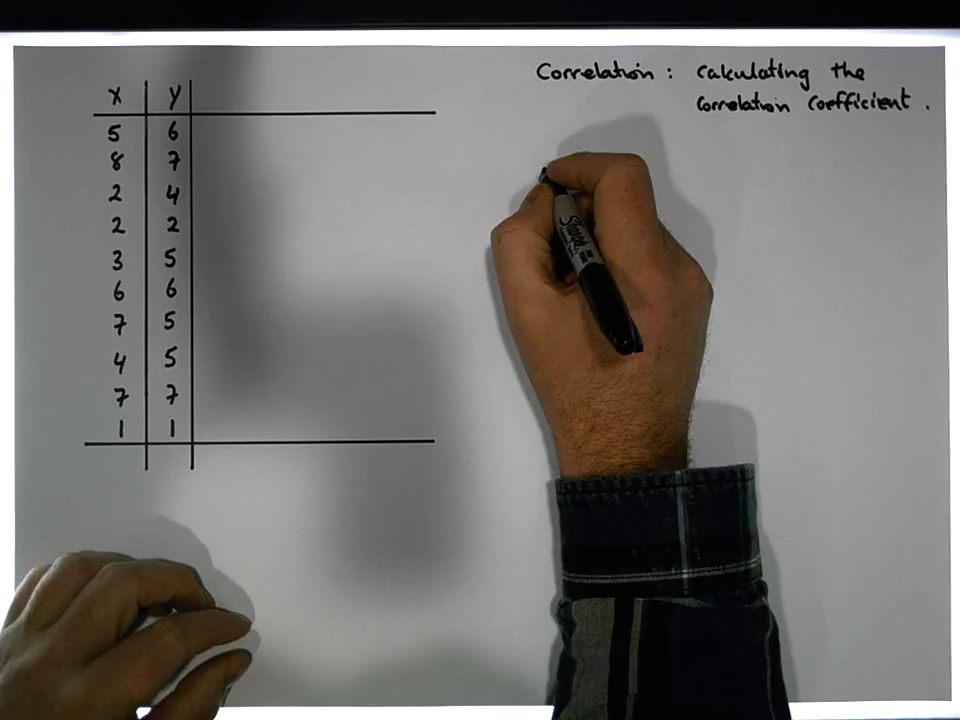 Correlation: Calculating the
Correlation Coefficient.
x y
5 6
8 7
2 4
2 2
3 5
6 6
7 5
4 5
7 7
1 1
Sharpie